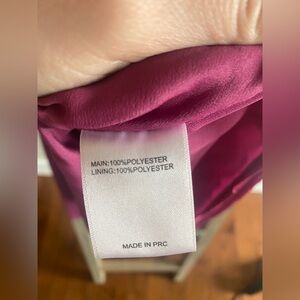 MAIN:100%POLYESTER
LINING:100%POLYESTER
MADE IN PRC